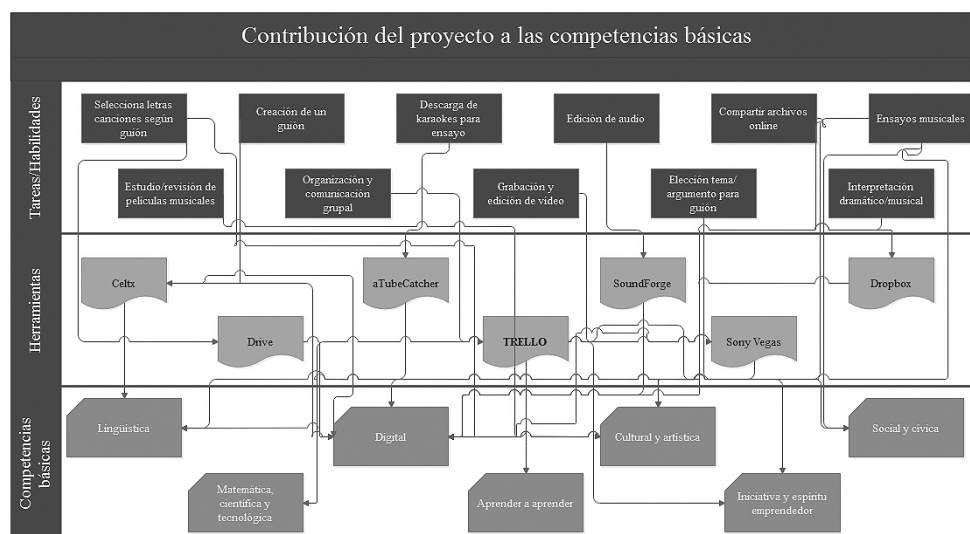 Contribución del proyecto a las competencias básicas
Tareas/Habilidades
Selecciona letras
canciones según
guión
Creación de un
guión
Descarga de
karaokes para
ensayo
Edición de audio
Compartir archivos
online
Ensayos musicales
Estudio/revisión de
películas musicales
Organización y
comunicación
grupal
Grabación y
edición de vídeo
Elección tema/
argumento para
guión
Interpretación
dramático/musical
Herramientas
Celtx
aTubeCatcher
SoundForge
Dropbox
Drive
TRELLO
Sony Vegas
Competencias
básicas
Lingüística
Digital
Cultural y artística
Social y cívica
Matemática,
científica y
tecnológica
Aprender a aprender
Iniciativa y espíritu
emprendedor